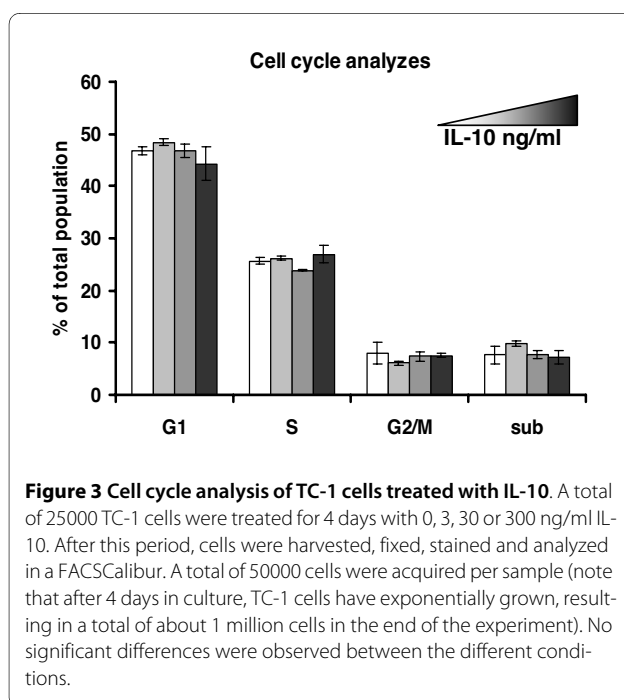 Cell cycle analyzes
60
50
40
30
20
10
0
% of total population
IL-10 ng/ml
G1
S
G2/M
sub
Figure 3 Cell cycle analysis of TC-1 cells treated with IL-10. A total
of 25000 TC-1 cells were treated for 4 days with 0, 3, 30 or 300 ng/ml IL-
10. After this period, cells were harvested, fixed, stained and analyzed
in a FACSCalibur. A total of 50000 cells were acquired per sample (note
that after 4 days in culture, TC-1 cells have exponentially grown, result-
ing in a total of about 1 million cells in the end of the experiment). No
significant differences were observed between the different condi-
tions.